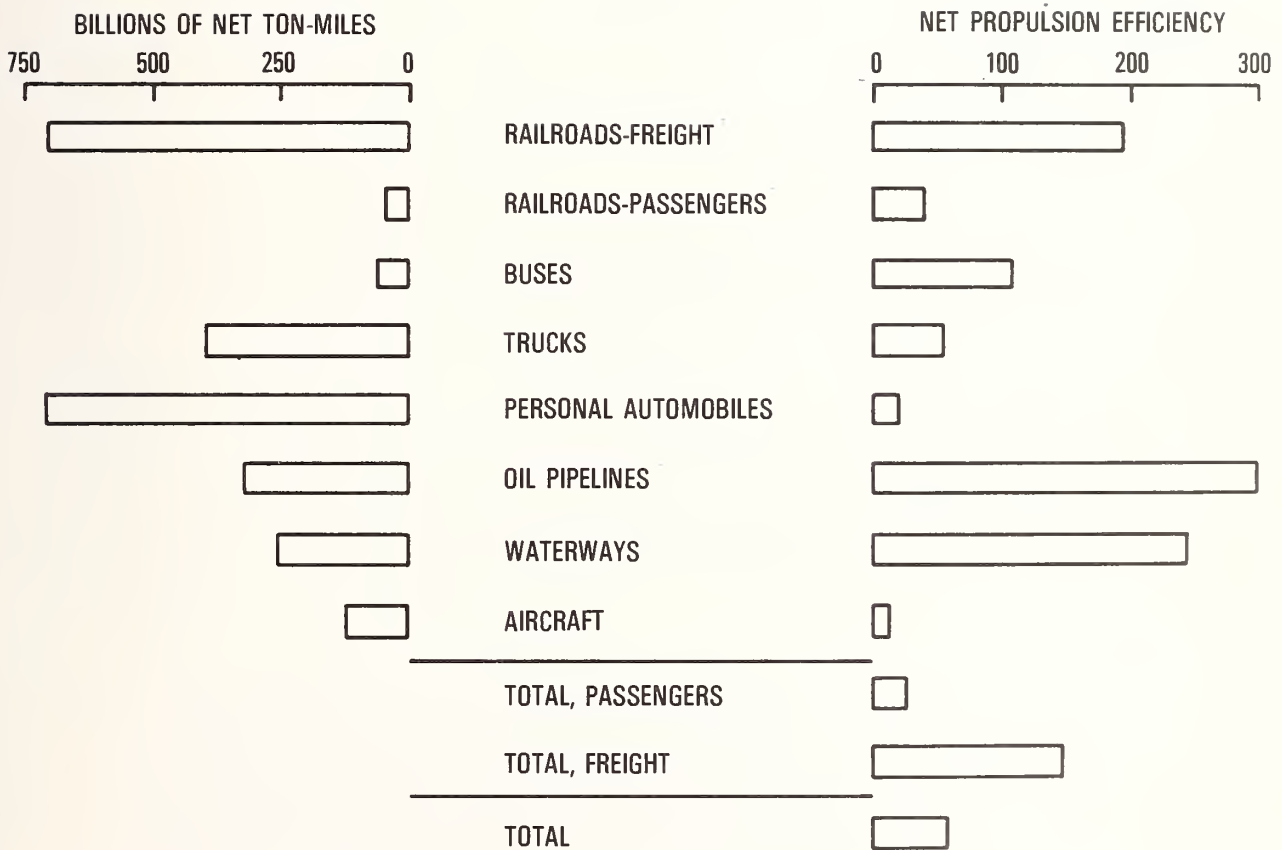 BILLIONS OF NET TON-MILES
750 500 250 0
NET PROPULSION EFFICIENCY
0 100 200 300
RAILROADS-FREIGHT
RAILROADS-PASSENGERS
BUSES
TRUCKS
PERSONAL AUTOMOBILES
OIL PIPELINES
WATERWAYS
AIRCRAFT
TOTAL, PASSENGERS
TOTAL, FREIGHT
TOTAL